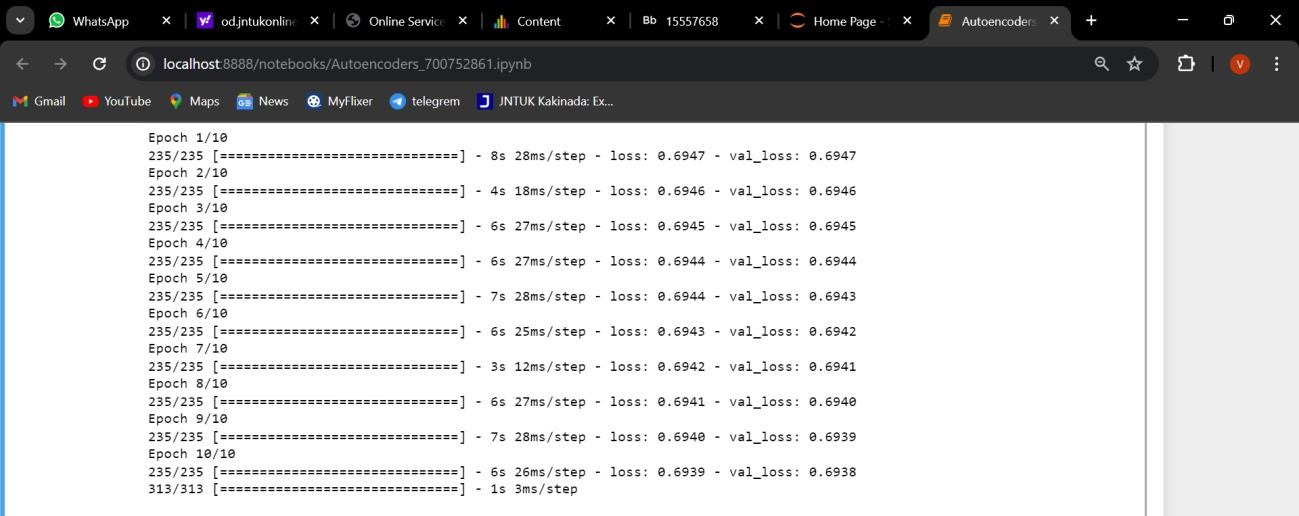 WhatsApp
od.jntukonline
Online Service
Content
Bb 15557658
Home Page -
Autoencoders
localhost:8888/notebooks/Autoencoders_700752861.ipynb
V
Gmail
YouTube
Maps
GE News
MyFlixer
telegrem
J JNTUK Kakinada: Ex...
Epoch 1/10
235/235 [==============================] - 8s 28ms/step - loss: 0.6947 - val_loss: 0.6947
Epoch 2/10
235/235 [==============================] - 4s 18ms/step - loss: 0.6946 - val_loss: 0.6946
Epoch 3/10
235/235 [==============================] - 6s 27ms/step - loss: 0.6945 - val_loss: 0.6945
Epoch 4/10
235/235 [==============================] - 6s 27ms/step - loss: 0.6944 - val_loss: 0.6944
Epoch 5/10
235/235 [==============================] - 7s 28ms/step - loss: 0.6944 - val_loss: 0.6943
Epoch 6/10
235/235 [==============================] - 6s 25ms/step - loss: 0.6943 - val_loss: 0.6942
Epoch 7/10
235/235 [==============================] - 3s 12ms/step - loss: 0.6942 - val_loss: 0.6941
Epoch 8/10
235/235 [==============================] - 6s 27ms/step - loss: 0.6941 - val_loss: 0.6940
Epoch 9/10
235/235 [==============================] - 7s 28ms/step - loss: 0.6940 - val_loss: 0.6939
Epoch 10/10
235/235 [==============================] - 6s 26ms/step - loss: 0.6939 - val_loss: 0.6938
313/313 [==============================] - 1s 3ms/step